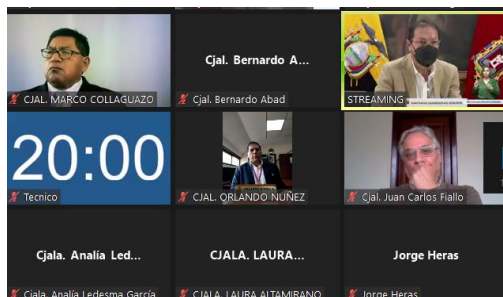 CJAL. MARCO COLLAGUAZO
Cjal. Bernardo A...
Cjal. Bernardo Abad
STREAMING
20:00
Tecnico
CJAL. ORLANDO NUÑEZ
Cjal. Juan Carlos Fiallo
Cjala. Analía Led...
Cjala. Analía Ledesma García
CJALA. LAURA...
CJALA. LAURA ALTAMIRANO
Jorge Heras
Jorge Heras